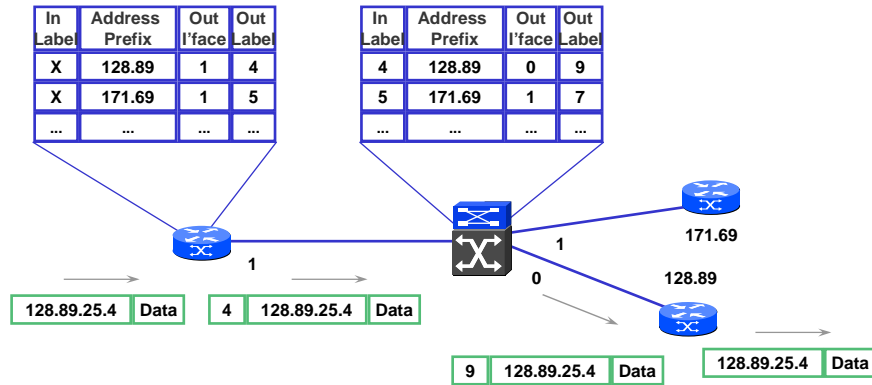 In Label Address Prefix Out I'face Out Label
X 128.89 1 4
X 171.69 1 5
... ... ... ...
In Label Address Prefix Out I'face Out Label
4 128.89 0 9
5 171.69 1 7
... ... ... ...
1
1
171.69
0
128.89
128.89.25.4 Data
4 128.89.25.4 Data
9 128.89.25.4 Data
128.89.25.4 Data